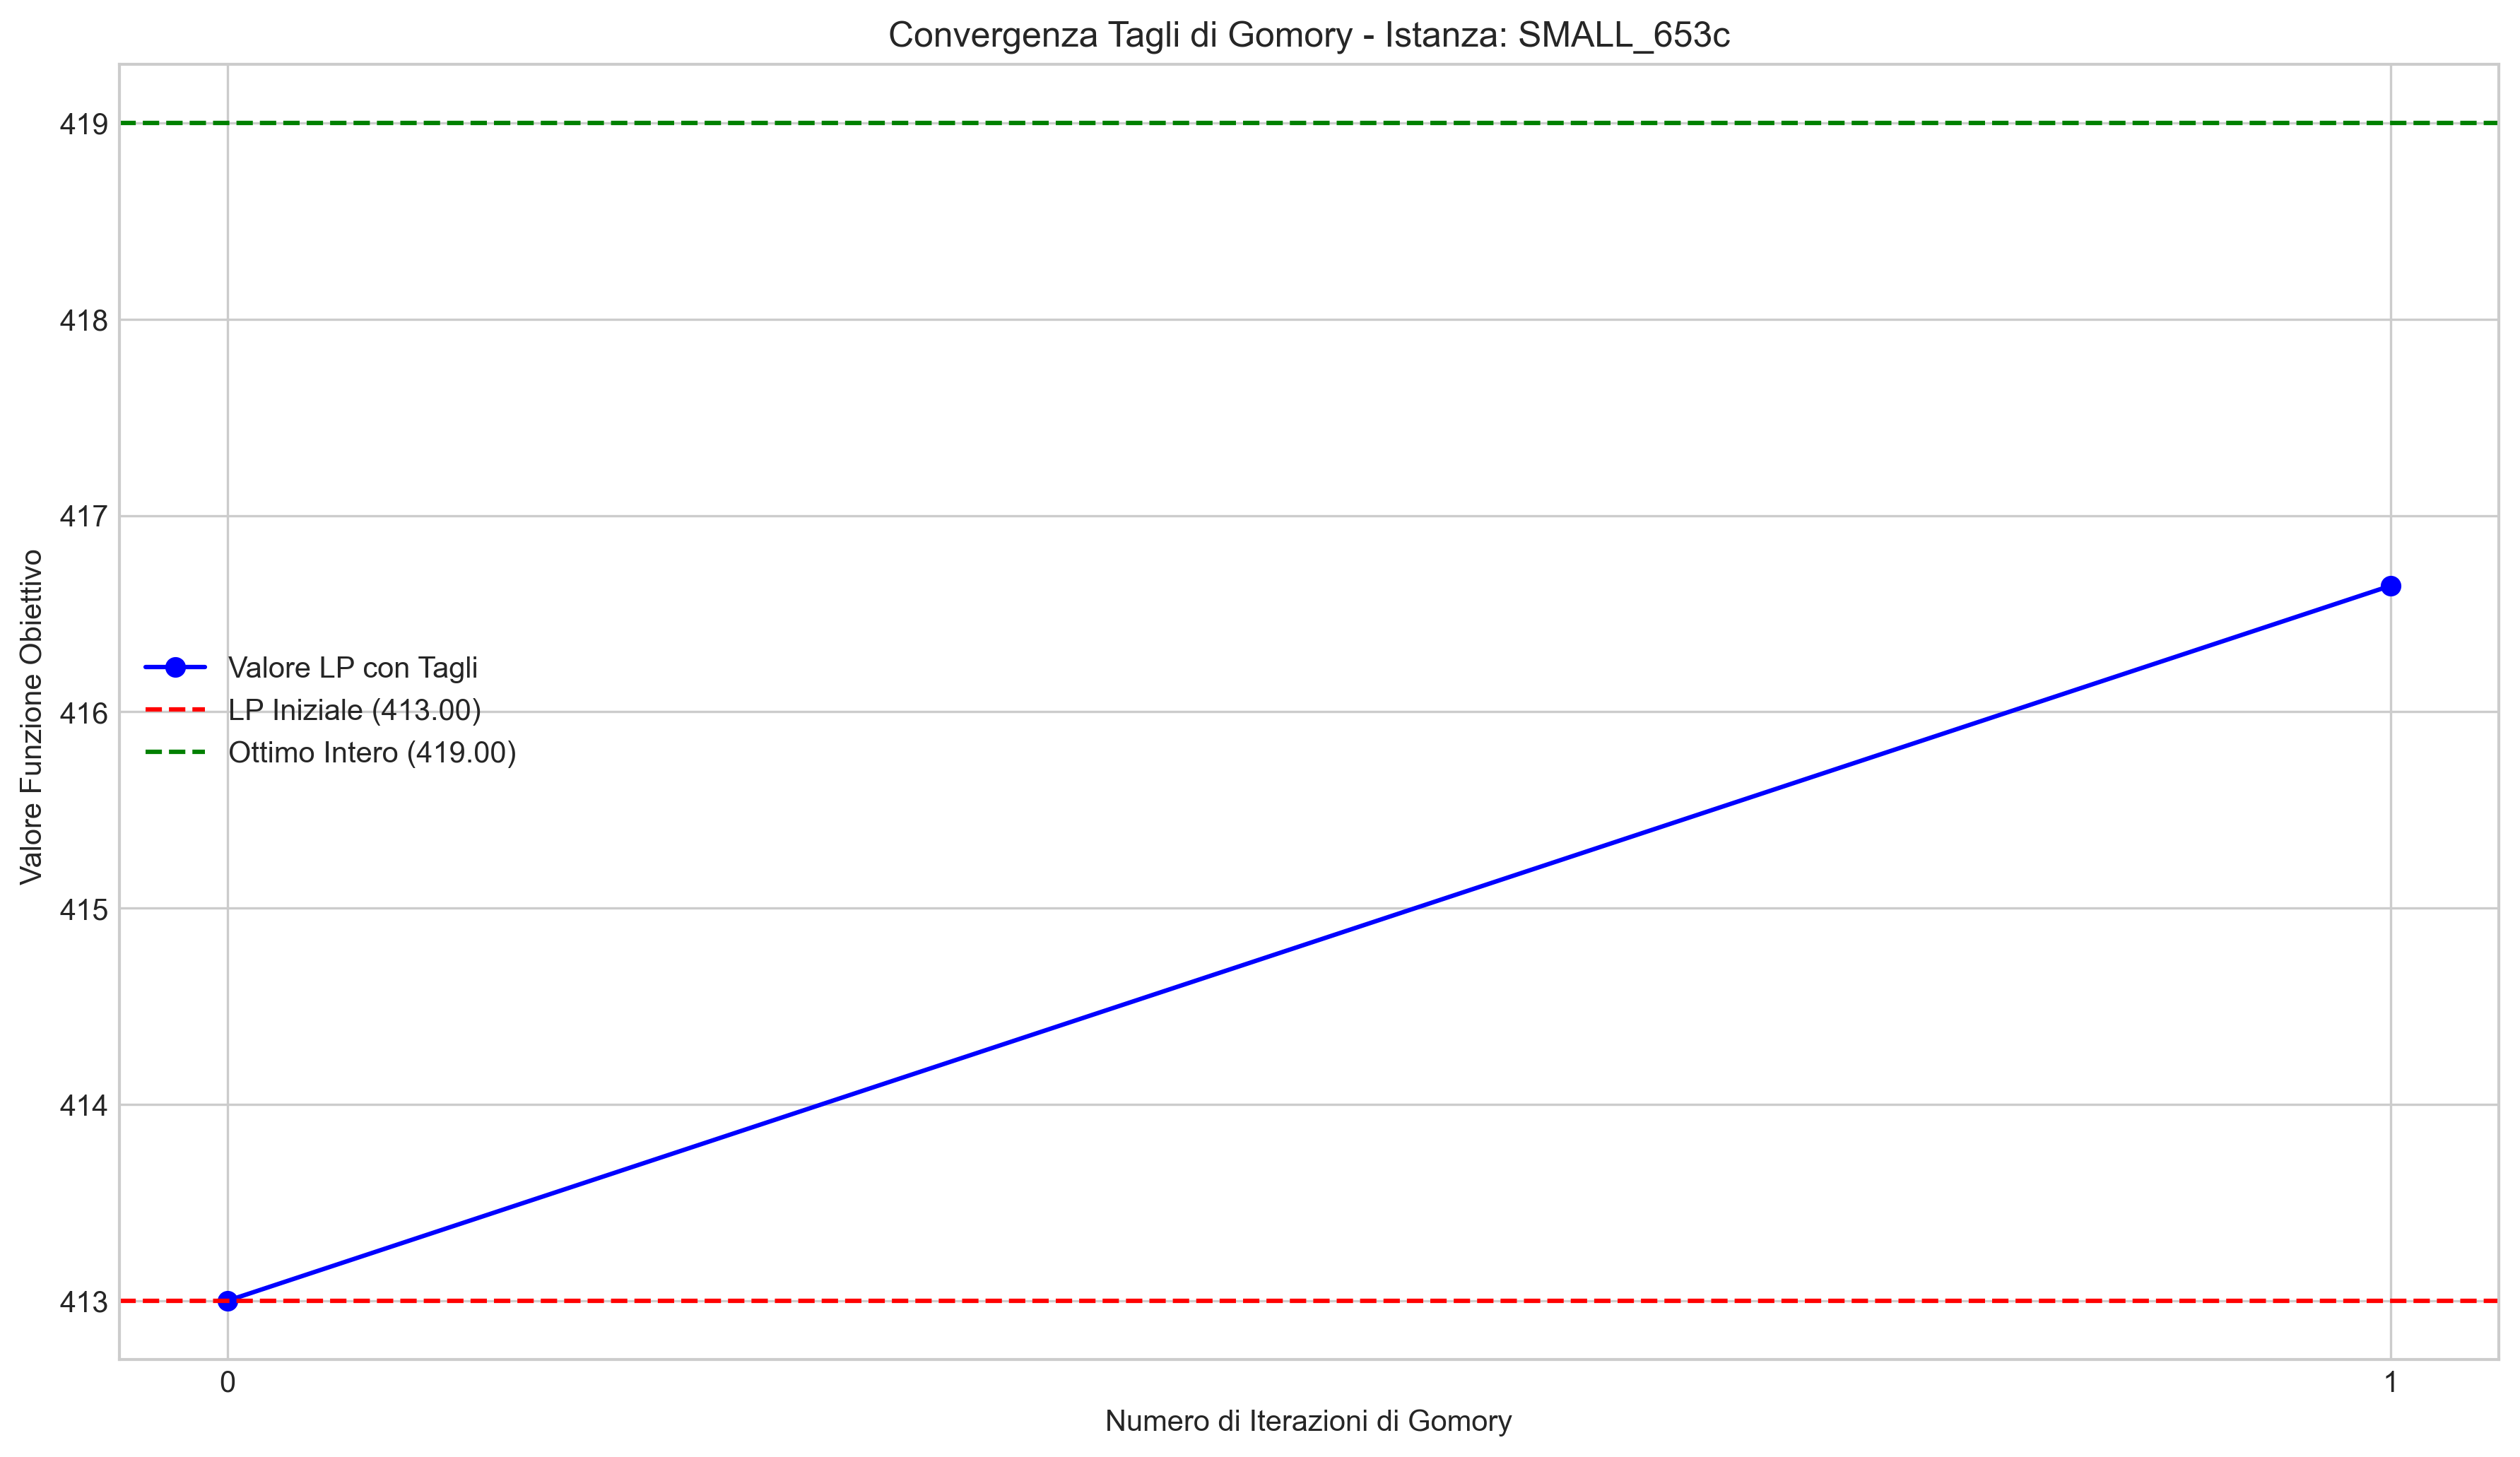 Convergenza Tagli di Gomory - Istanza: SMALL_653c
419
418
417
416
415
414
413
Valore Funzione Obiettivo
Valore LP con Tagli
LP Iniziale (413.00)
Ottimo Intero (419.00)
0
1
Numero di Iterazioni di Gomory